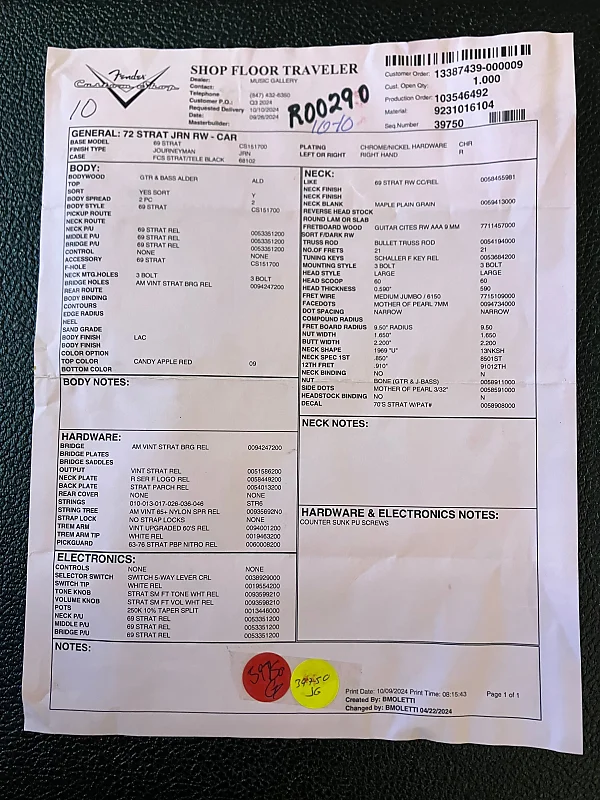 Fender
Custom Shop
10
SHOP FLOOR TRAVELER
Dealer: MUSIC GALLERY
Contact:
Telephone (847) 432-6350
Customer P.O.: Q3 2024
Requested Delivery 10/10/2024
Date: 09/26/2024
Masterbuilder:
R00290
10-10
Customer Order: 13387439-000009
Cust. Open Qty: 1.000
Production Order: 103546492
Material: 9231016104
Seq Number 39750
GENERAL: 72 STRAT JRN RW - CAR
BASE MODEL 69 STRAT CS151700
FINISH TYPE JOURNEYMAN JRN
CASE FCS STRAT/TELE BLACK 68102
PLATING CHROME/NICKEL HARDWARE CHR
LEFT OR RIGHT RIGHT HAND R
BODY:
BODYWOOD GTR & BASS ALDER ALD
TOP
SORT YES SORT Y
BODY SPREAD 2 PC 2
BODY STYLE 69 STRAT CS151700
PICKUP ROUTE
NECK ROUTE
NECK P/U 69 STRAT REL 0053351200
MIDDLE P/U 69 STRAT REL 0053351200
BRIDGE P/U 69 STRAT REL 0053351200
CONTROL NONE NONE
ACCESSORY 69 STRAT CS151700
F-HOLE
NECK MTG.HOLES 3 BOLT 3 BOLT
BRIDGE HOLES AM VINT STRAT BRG REL 0094247200
REAR ROUTE
BODY BINDING
CONTOURS
EDGE RADIUS
HEEL
SAND GRADE
BODY FINISH LAC
BODY FINISH
COLOR OPTION
TOP COLOR CANDY APPLE RED 09
BOTTOM COLOR
BODY NOTES:
HARDWARE:
BRIDGE AM VINT STRAT BRG REL 0094247200
BRIDGE PLATES
BRIDGE SADDLES
OUTPUT VINT STRAT REL 0051586200
NECK PLATE R SER F LOGO REL 0058449200
BACK PLATE STRAT PARCH REL 0054013200
REAR COVER NONE NONE
STRINGS 010-013-017-026-036-046 STR6
STRING TREE AM VINT 65+ NYLON SPR REL 00935692N0
STRAP LOCK NO STRAP LOCKS NONE
TREM ARM VINT UPGRADED 60'S REL 0094001200
TREM ARM TIP WHITE REL 0019463200
PICKGUARD 63-76 STRAT PBP NITRO REL 0060008200
ELECTRONICS:
CONTROLS NONE NONE
SELECTOR SWITCH SWITCH 5-WAY LEVER CRL 0038929000
SWITCH TIP WHITE REL 0019554200
TONE KNOB STRAT SM FT TONE WHT REL 0093599210
VOLUME KNOB STRAT SM FT VOL WHT REL 0093598210
POTS 250K 10% TAPER SPLIT 0013446000
NECK P/U 69 STRAT REL 0053351200
MIDDLE P/U 69 STRAT REL 0053351200
BRIDGE P/U 69 STRAT REL 0053351200
NECK:
LIKE 69 STRAT RW CC/REL 0058455981
NECK FINISH
NECK FINISH
NECK BLANK MAPLE PLAIN GRAIN 0059413000
REVERSE HEAD STOCK
ROUND LAM OR SLAB
FRETBOARD WOOD GUITAR CITES RW AAA 9 MM 7711457000
SORT F/DARK RW
TRUSS ROD BULLET TRUSS ROD 0054194000
NO.OF FRETS 21 21
TUNING KEYS SCHALLER F KEY REL 0053684200
MOUNTING STYLE 3 BOLT 3 BOLT
HEAD STYLE LARGE LARGE
HEAD SCOOP 60 60
HEAD THICKNESS 0.590" 590
FRET WIRE MEDIUM JUMBO / 6150 7715109000
FACEDOTS MOTHER OF PEARL 7MM 0094734000
DOT SPACING NARROW NARROW
COMPOUND RADIUS
FRET BOARD RADIUS 9.50" RADIUS 9.50
NUT WIDTH 1.650" 1.650
BUTT WIDTH 2.200" 2.200
NECK SHAPE 1969 "U" 13NKSH
NECK SPEC 1ST .850" 8501ST
12TH FRET .910" 91012TH
NECK BINDING NO N
NUT BONE (GTR & J-BASS) 0058911000
SIDE DOTS MOTHER OF PEARL 3/32" 0058591000
HEADSTOCK BINDING NO N
DECAL 70'S STRAT W/PAT# 0058908000
NECK NOTES:
HARDWARE & ELECTRONICS NOTES:
COUNTER SUNK PU SCREWS
NOTES:
39750
JG
Print Date: 10/09/2024 Print Time: 08:15:43 Page 1 of 1
Created By: BMOLETTI
Changed by: BMOLETTI 04/22/2024